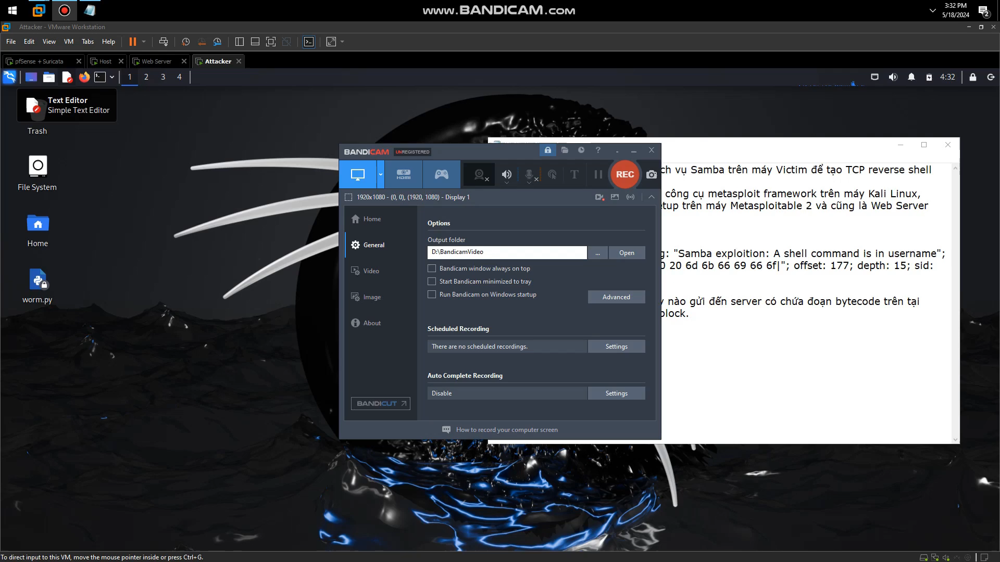 www.BANDICAM.com
3:32 PM
5/18/2024
2
Attacker - VMware Workstation
File Edit View VM Tabs Help
pfSense + Suricata Host Web Server Attacker
1 2 3 4
4:32
Text Editor
Simple Text Editor
Trash
File System
Home
worm.py
BANDICAM UNREGISTERED
HDMI
T
REC
1920x1080 - (0, 0), (1920, 1080) - Display 1
Home
General
Video
Image
About
BANDICUT
Options
Output folder
D:\BandicamVideo
...
Open
Bandicam window always on top
Start Bandicam minimized to tray
Run Bandicam on Windows startup
Advanced
Scheduled Recording
There are no scheduled recordings.
Settings
Auto Complete Recording
Disable
Settings
How to record your computer screen
ch vụ Samba trên máy Victim để tạo TCP reverse shell
công cụ metasploit framework trên máy Kali Linux,
etup trên máy Metasploitable 2 và cũng là Web Server
g: "Samba exploition: A shell command is in username";
0 20 6d 6b 66 69 66 6f|"; offset: 177; depth: 15; sid:
y nào gửi đến server có chứa đoạn bytecode trên tại
block.
To direct input to this VM, move the mouse pointer inside or press Ctrl+G.